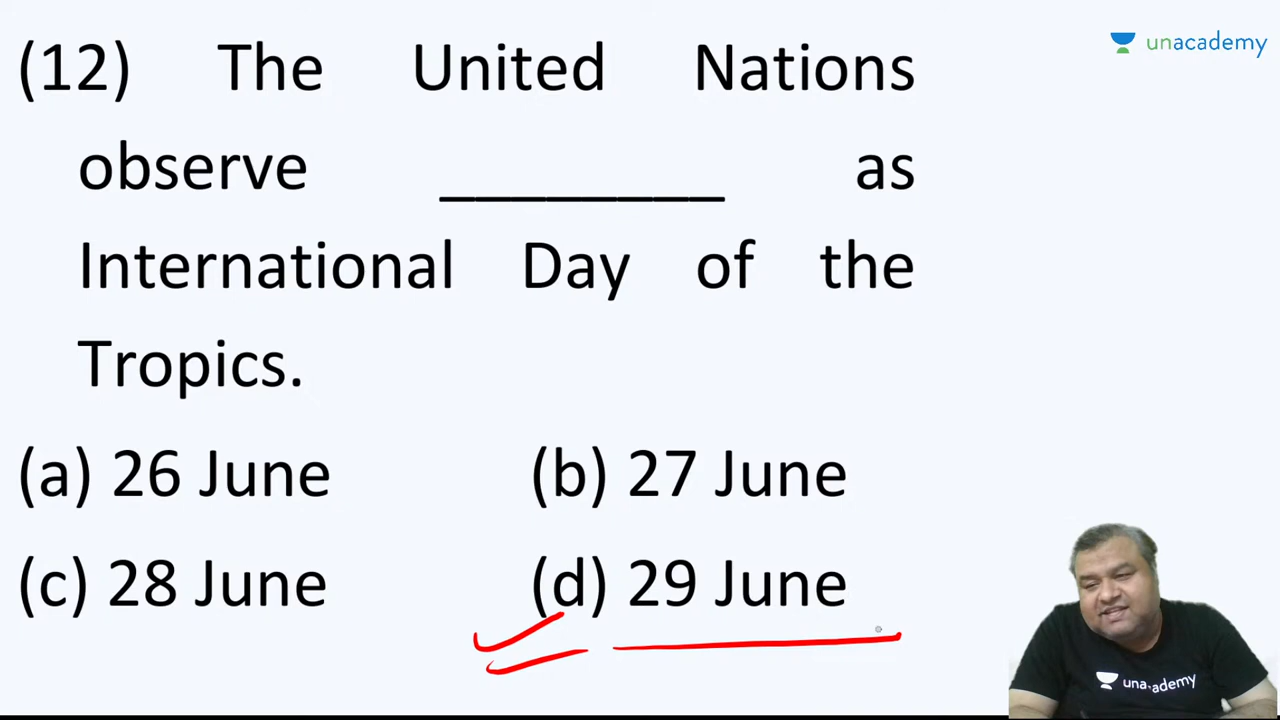 (12) The United Nations
observe ________ as
International Day of the
Tropics.
(a) 26 June (b) 27 June
(c) 28 June (d) 29 June
unacademy
unacademy